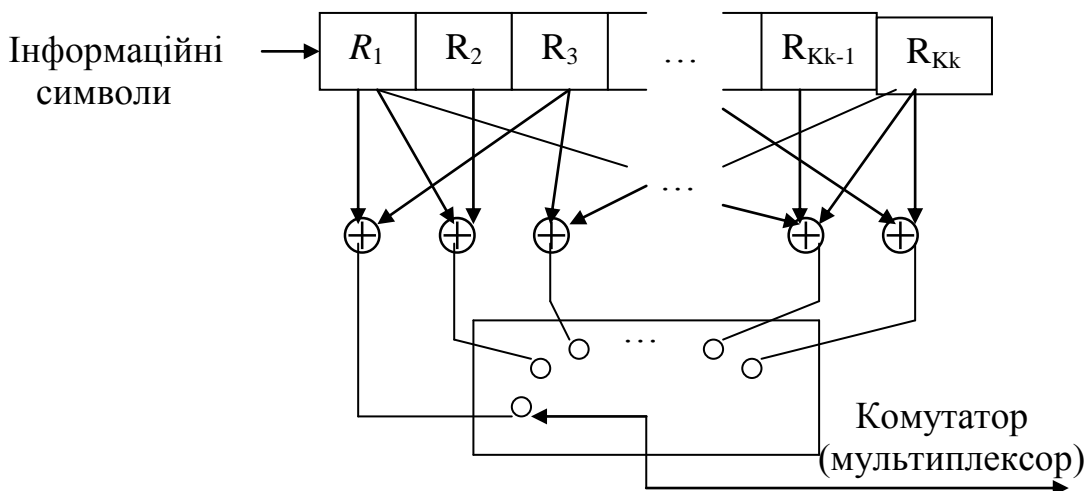 Інформаційні
символи
R1 R2 R3 ... RKk-1 RKk
...
...
Комутатор
(мультиплексор)